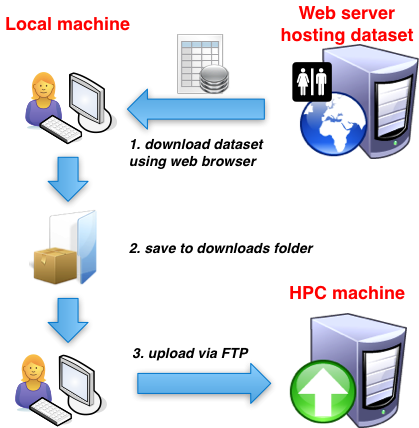 Local machine
Web server
hosting dataset
1. download dataset
using web browser
2. save to downloads folder
HPC machine
3. upload via FTP